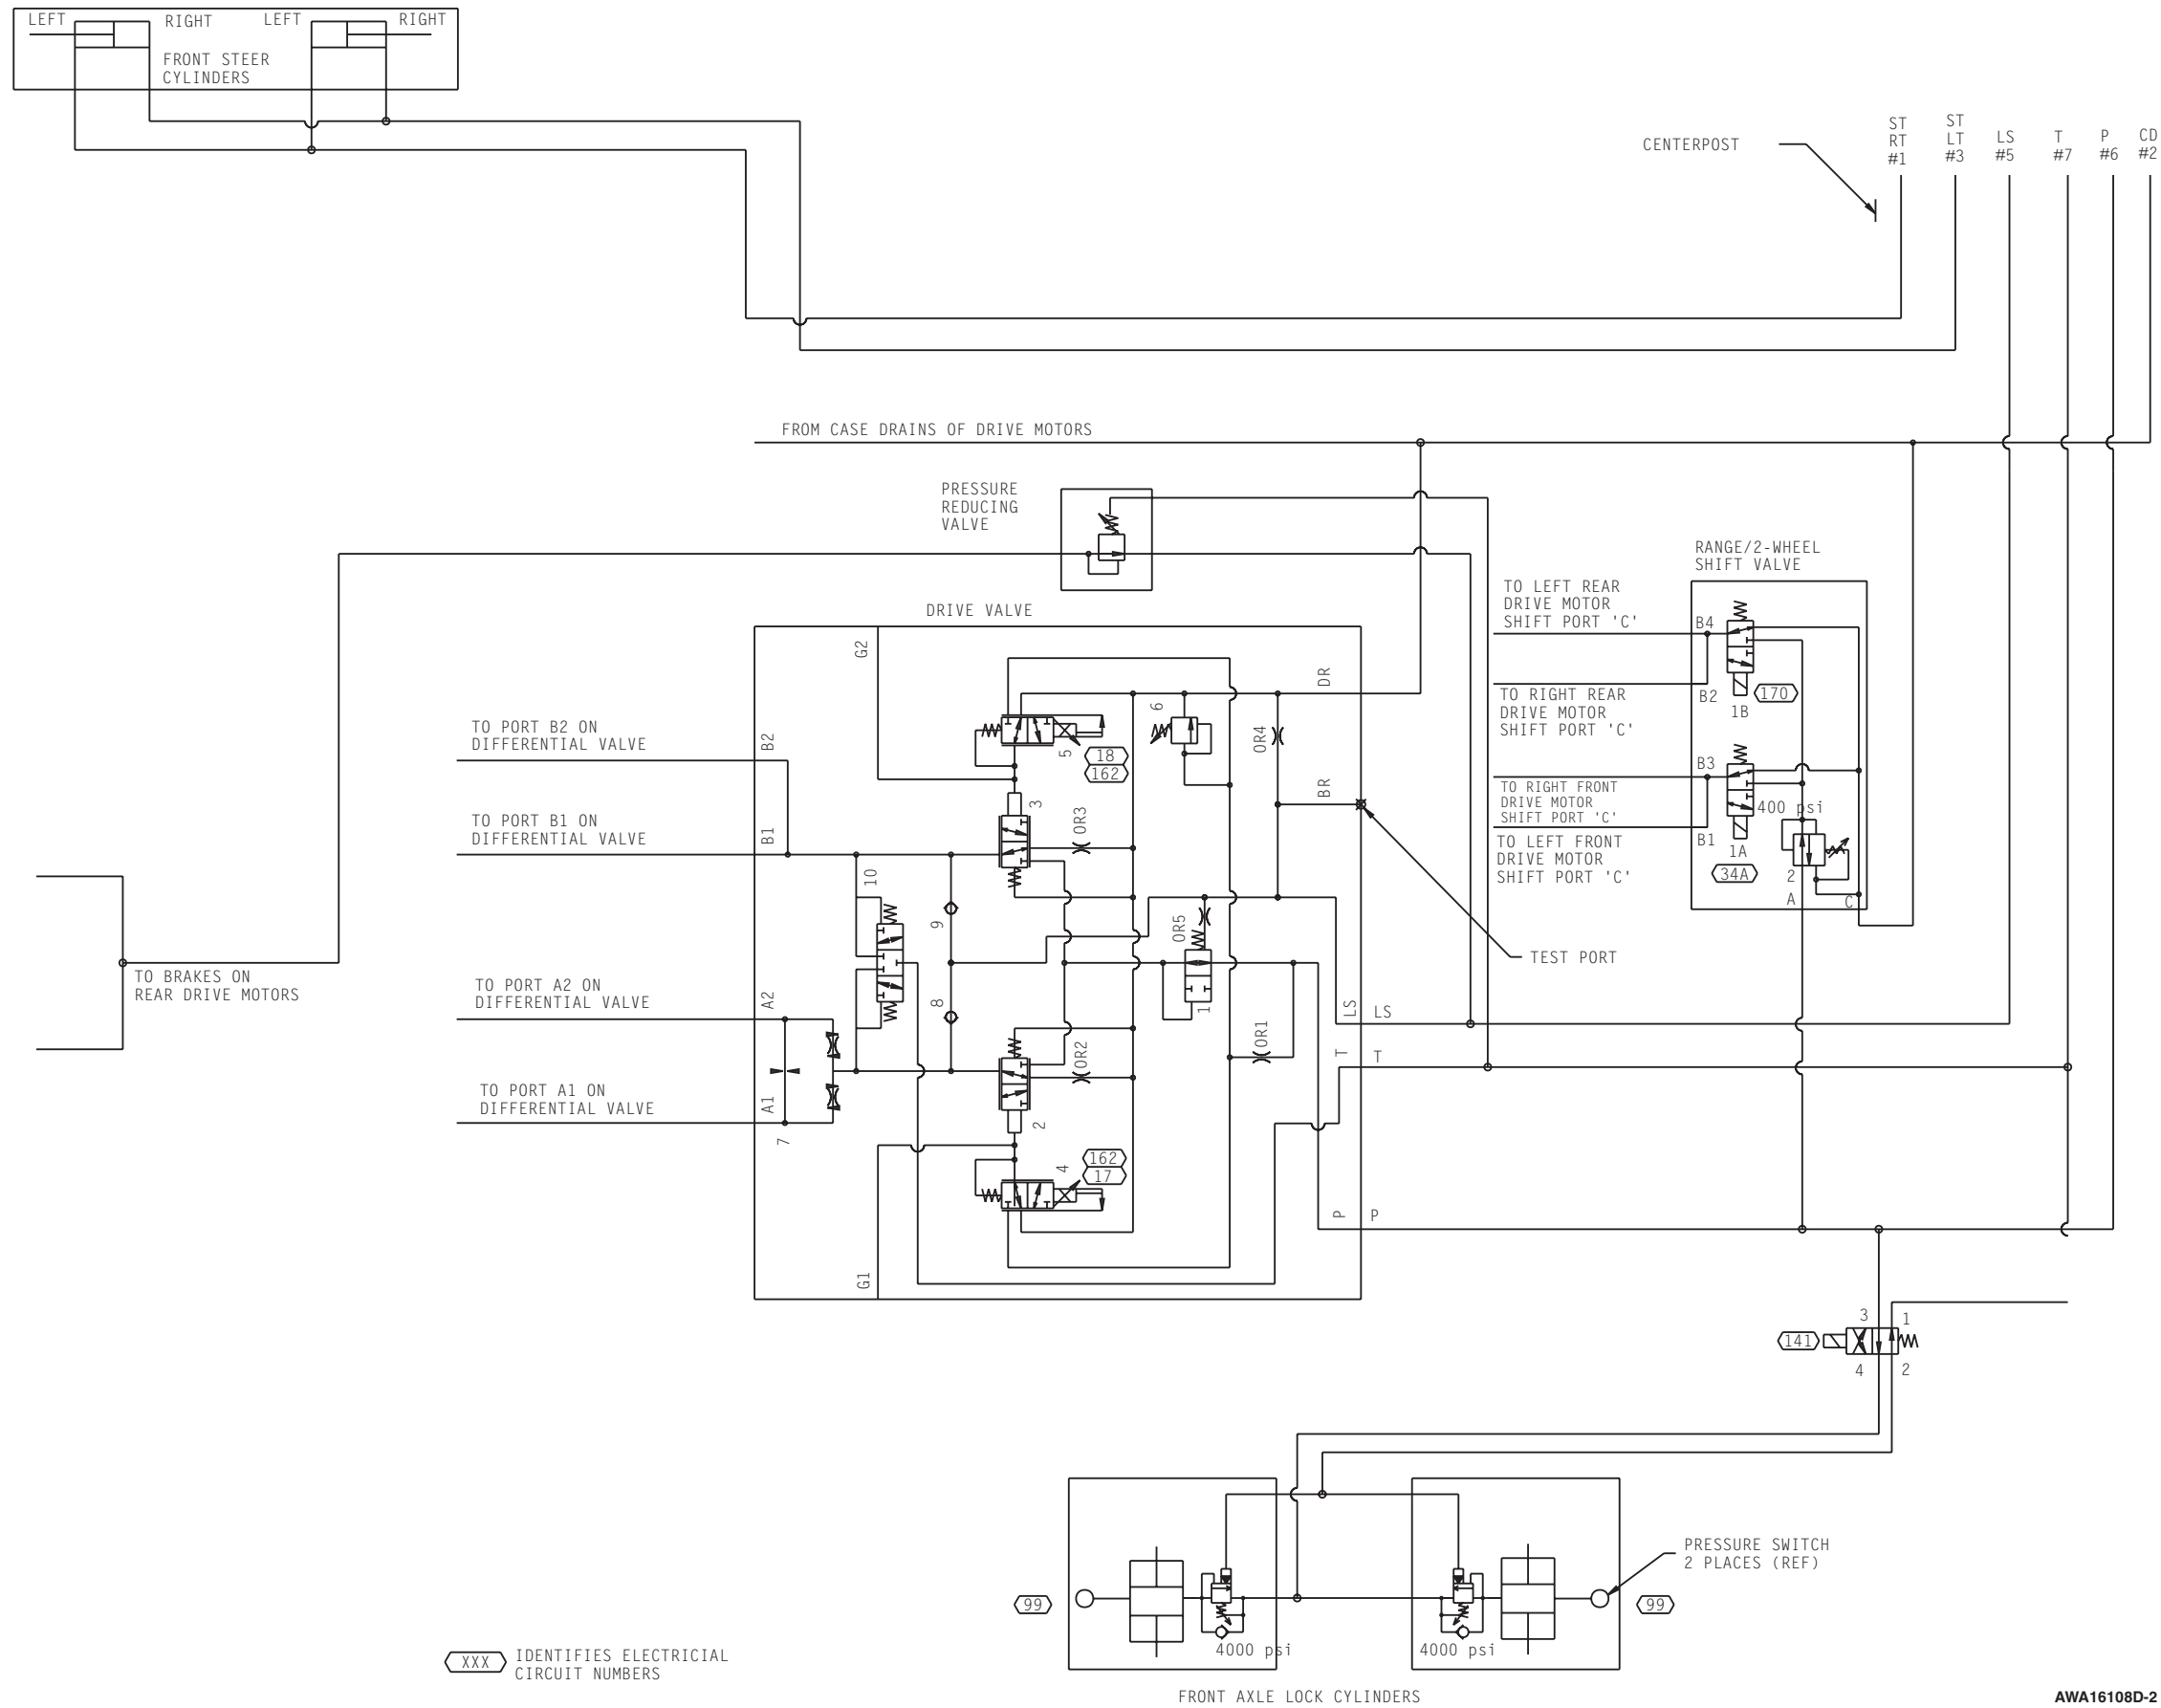 LEFT
RIGHT
LEFT
RIGHT
FRONT STEER
CYLINDERS
CENTERPOST
ST
RT
#1
ST
LT
#3
LS
#5
T
#7
P
#6
CD
#2
FROM CASE DRAINS OF DRIVE MOTORS
PRESSURE
REDUCING
VALVE
RANGE/2-WHEEL
SHIFT VALVE
TO LEFT REAR
DRIVE MOTOR
SHIFT PORT 'C'
B4
B2
170
1B
TO RIGHT REAR
DRIVE MOTOR
SHIFT PORT 'C'
B3
TO RIGHT FRONT
DRIVE MOTOR
SHIFT PORT 'C'
400 psi
B1
1A
34A
2
A
C
TO LEFT FRONT
DRIVE MOTOR
SHIFT PORT 'C'
DRIVE VALVE
G2
DR
6
5
18
162
OR4
BR
TO PORT B2 ON
DIFFERENTIAL VALVE
B2
TO PORT B1 ON
DIFFERENTIAL VALVE
B1
3
OR3
10
9
OR5
TEST PORT
TO BRAKES ON
REAR DRIVE MOTORS
TO PORT A2 ON
DIFFERENTIAL VALVE
A2
8
1
LS
LS
OR2
OR1
T
T
TO PORT A1 ON
DIFFERENTIAL VALVE
A1
7
2
4
162
17
P
P
G1
3
1
141
4
2
PRESSURE SWITCH
2 PLACES (REF)
99
99
4000 psi
4000 psi
XXX
IDENTIFIES ELECTRICIAL
CIRCUIT NUMBERS
FRONT AXLE LOCK CYLINDERS
AWA16108D-2